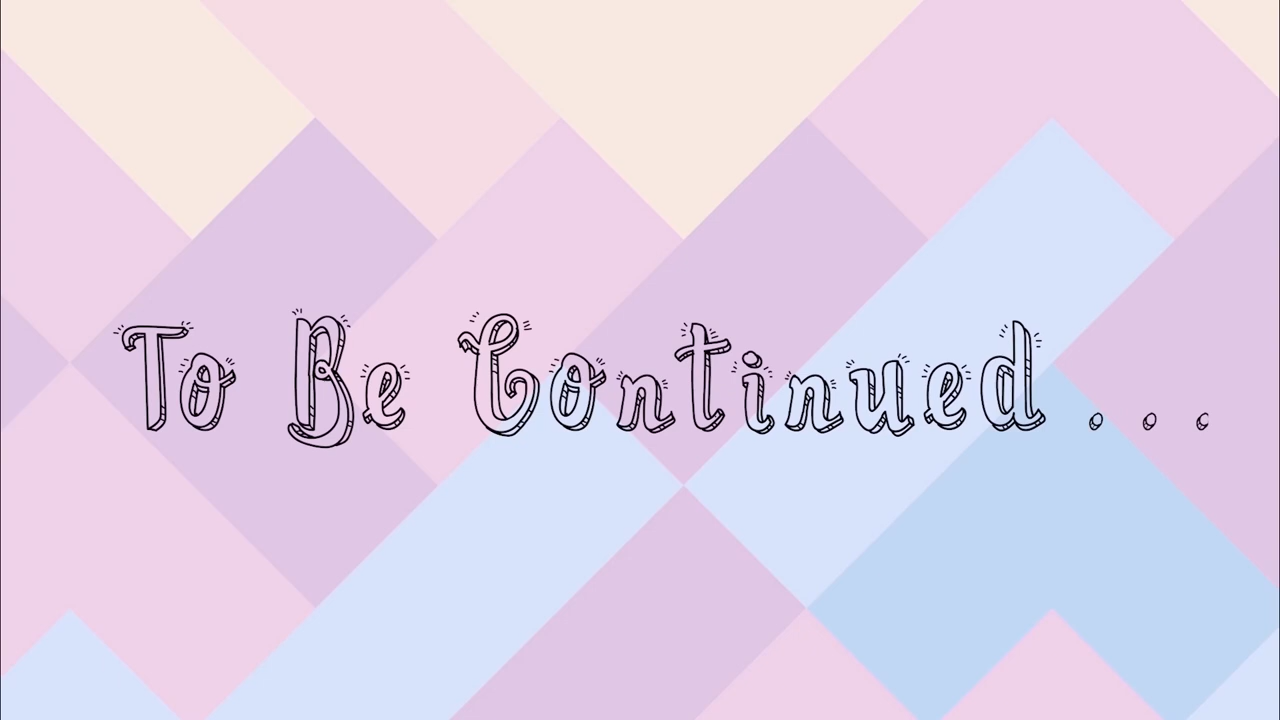 To Be Continued . . .